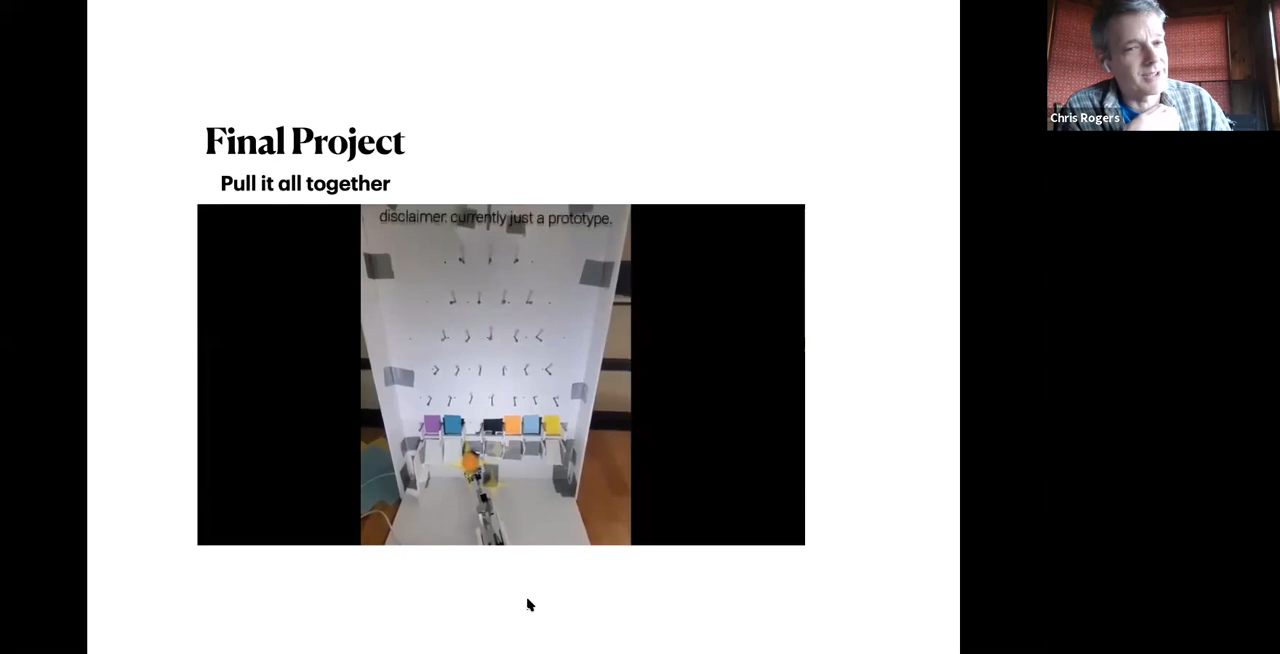 Final Project
Pull it all together
disclaimer: currently just a prototype.
Chris Rogers